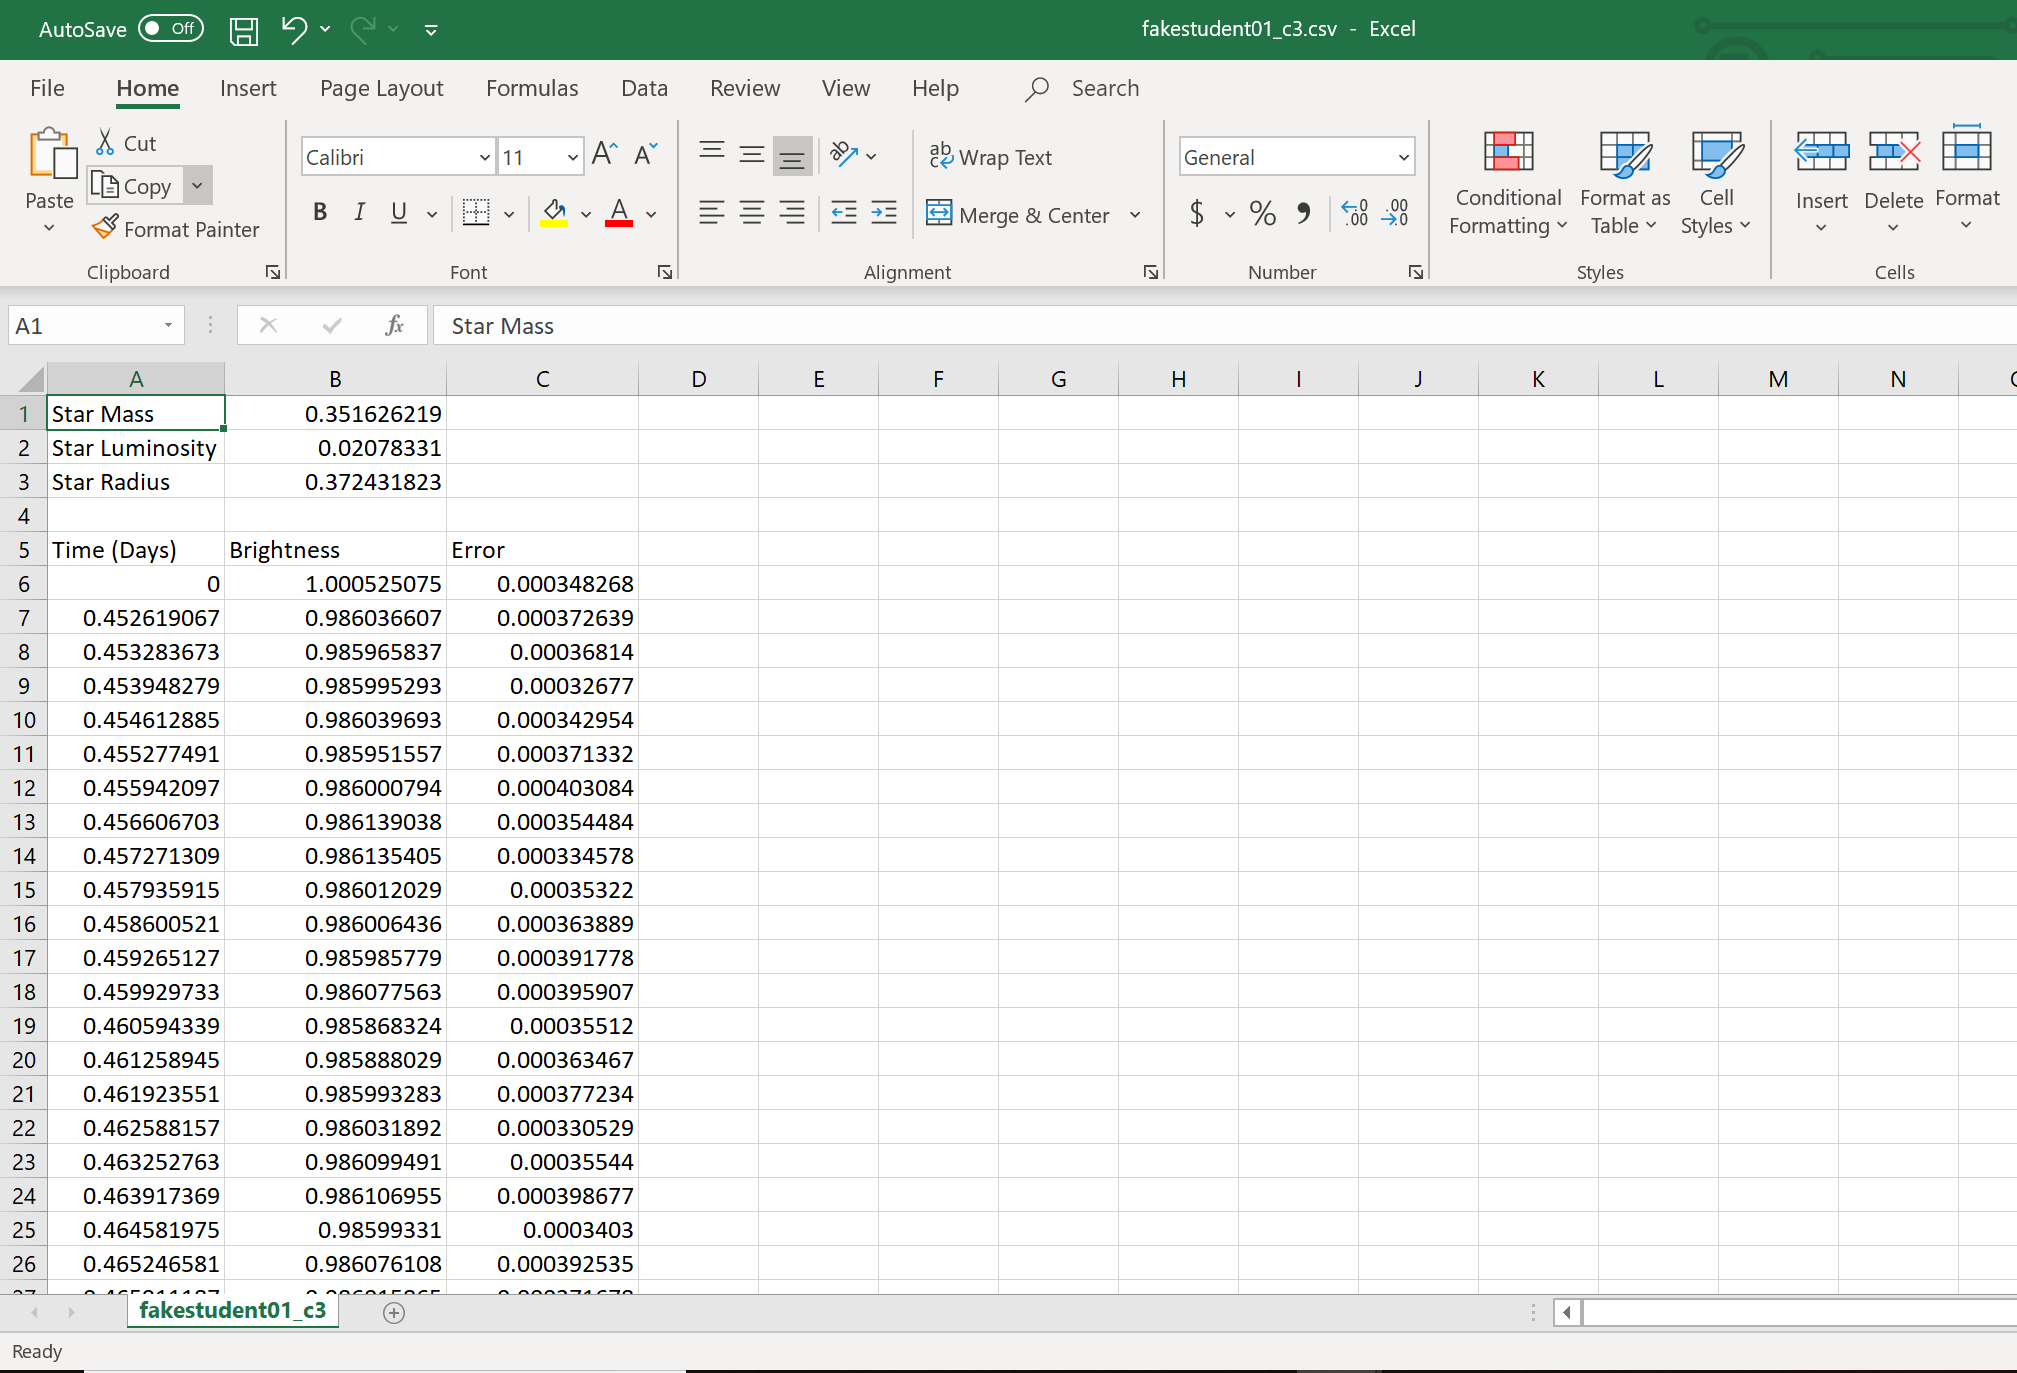 AutoSave Off fakestudent01_c3.csv - Excel
File Home Insert Page Layout Formulas Data Review View Help Search
Paste Cut Copy Format Painter Clipboard
Calibri 11 A A B I U A Font
ab Wrap Text Merge & Center Alignment
General $ % , .00 .00 Number
Conditional Formatting Format as Table Cell Styles Styles
Insert Delete Format Cells
A1 fx Star Mass
A B C D E F G H I J K L M N
1 Star Mass 0.351626219
2 Star Luminosity 0.02078331
3 Star Radius 0.372431823
4
5 Time (Days) Brightness Error
6 0 1.000525075 0.000348268
7 0.452619067 0.986036607 0.000372639
8 0.453283673 0.985965837 0.00036814
9 0.453948279 0.985995293 0.00032677
10 0.454612885 0.986039693 0.000342954
11 0.455277491 0.985951557 0.000371332
12 0.455942097 0.986000794 0.000403084
13 0.456606703 0.986139038 0.000354484
14 0.457271309 0.986135405 0.000334578
15 0.457935915 0.986012029 0.00035322
16 0.458600521 0.986006436 0.000363889
17 0.459265127 0.985985779 0.000391778
18 0.459929733 0.986077563 0.000395907
19 0.460594339 0.985868324 0.00035512
20 0.461258945 0.985888029 0.000363467
21 0.461923551 0.985993283 0.000377234
22 0.462588157 0.986031892 0.000330529
23 0.463252763 0.986099491 0.00035544
24 0.463917369 0.986106955 0.000398677
25 0.464581975 0.98599331 0.0003403
26 0.465246581 0.986076108 0.000392535
fakestudent01_c3
Ready